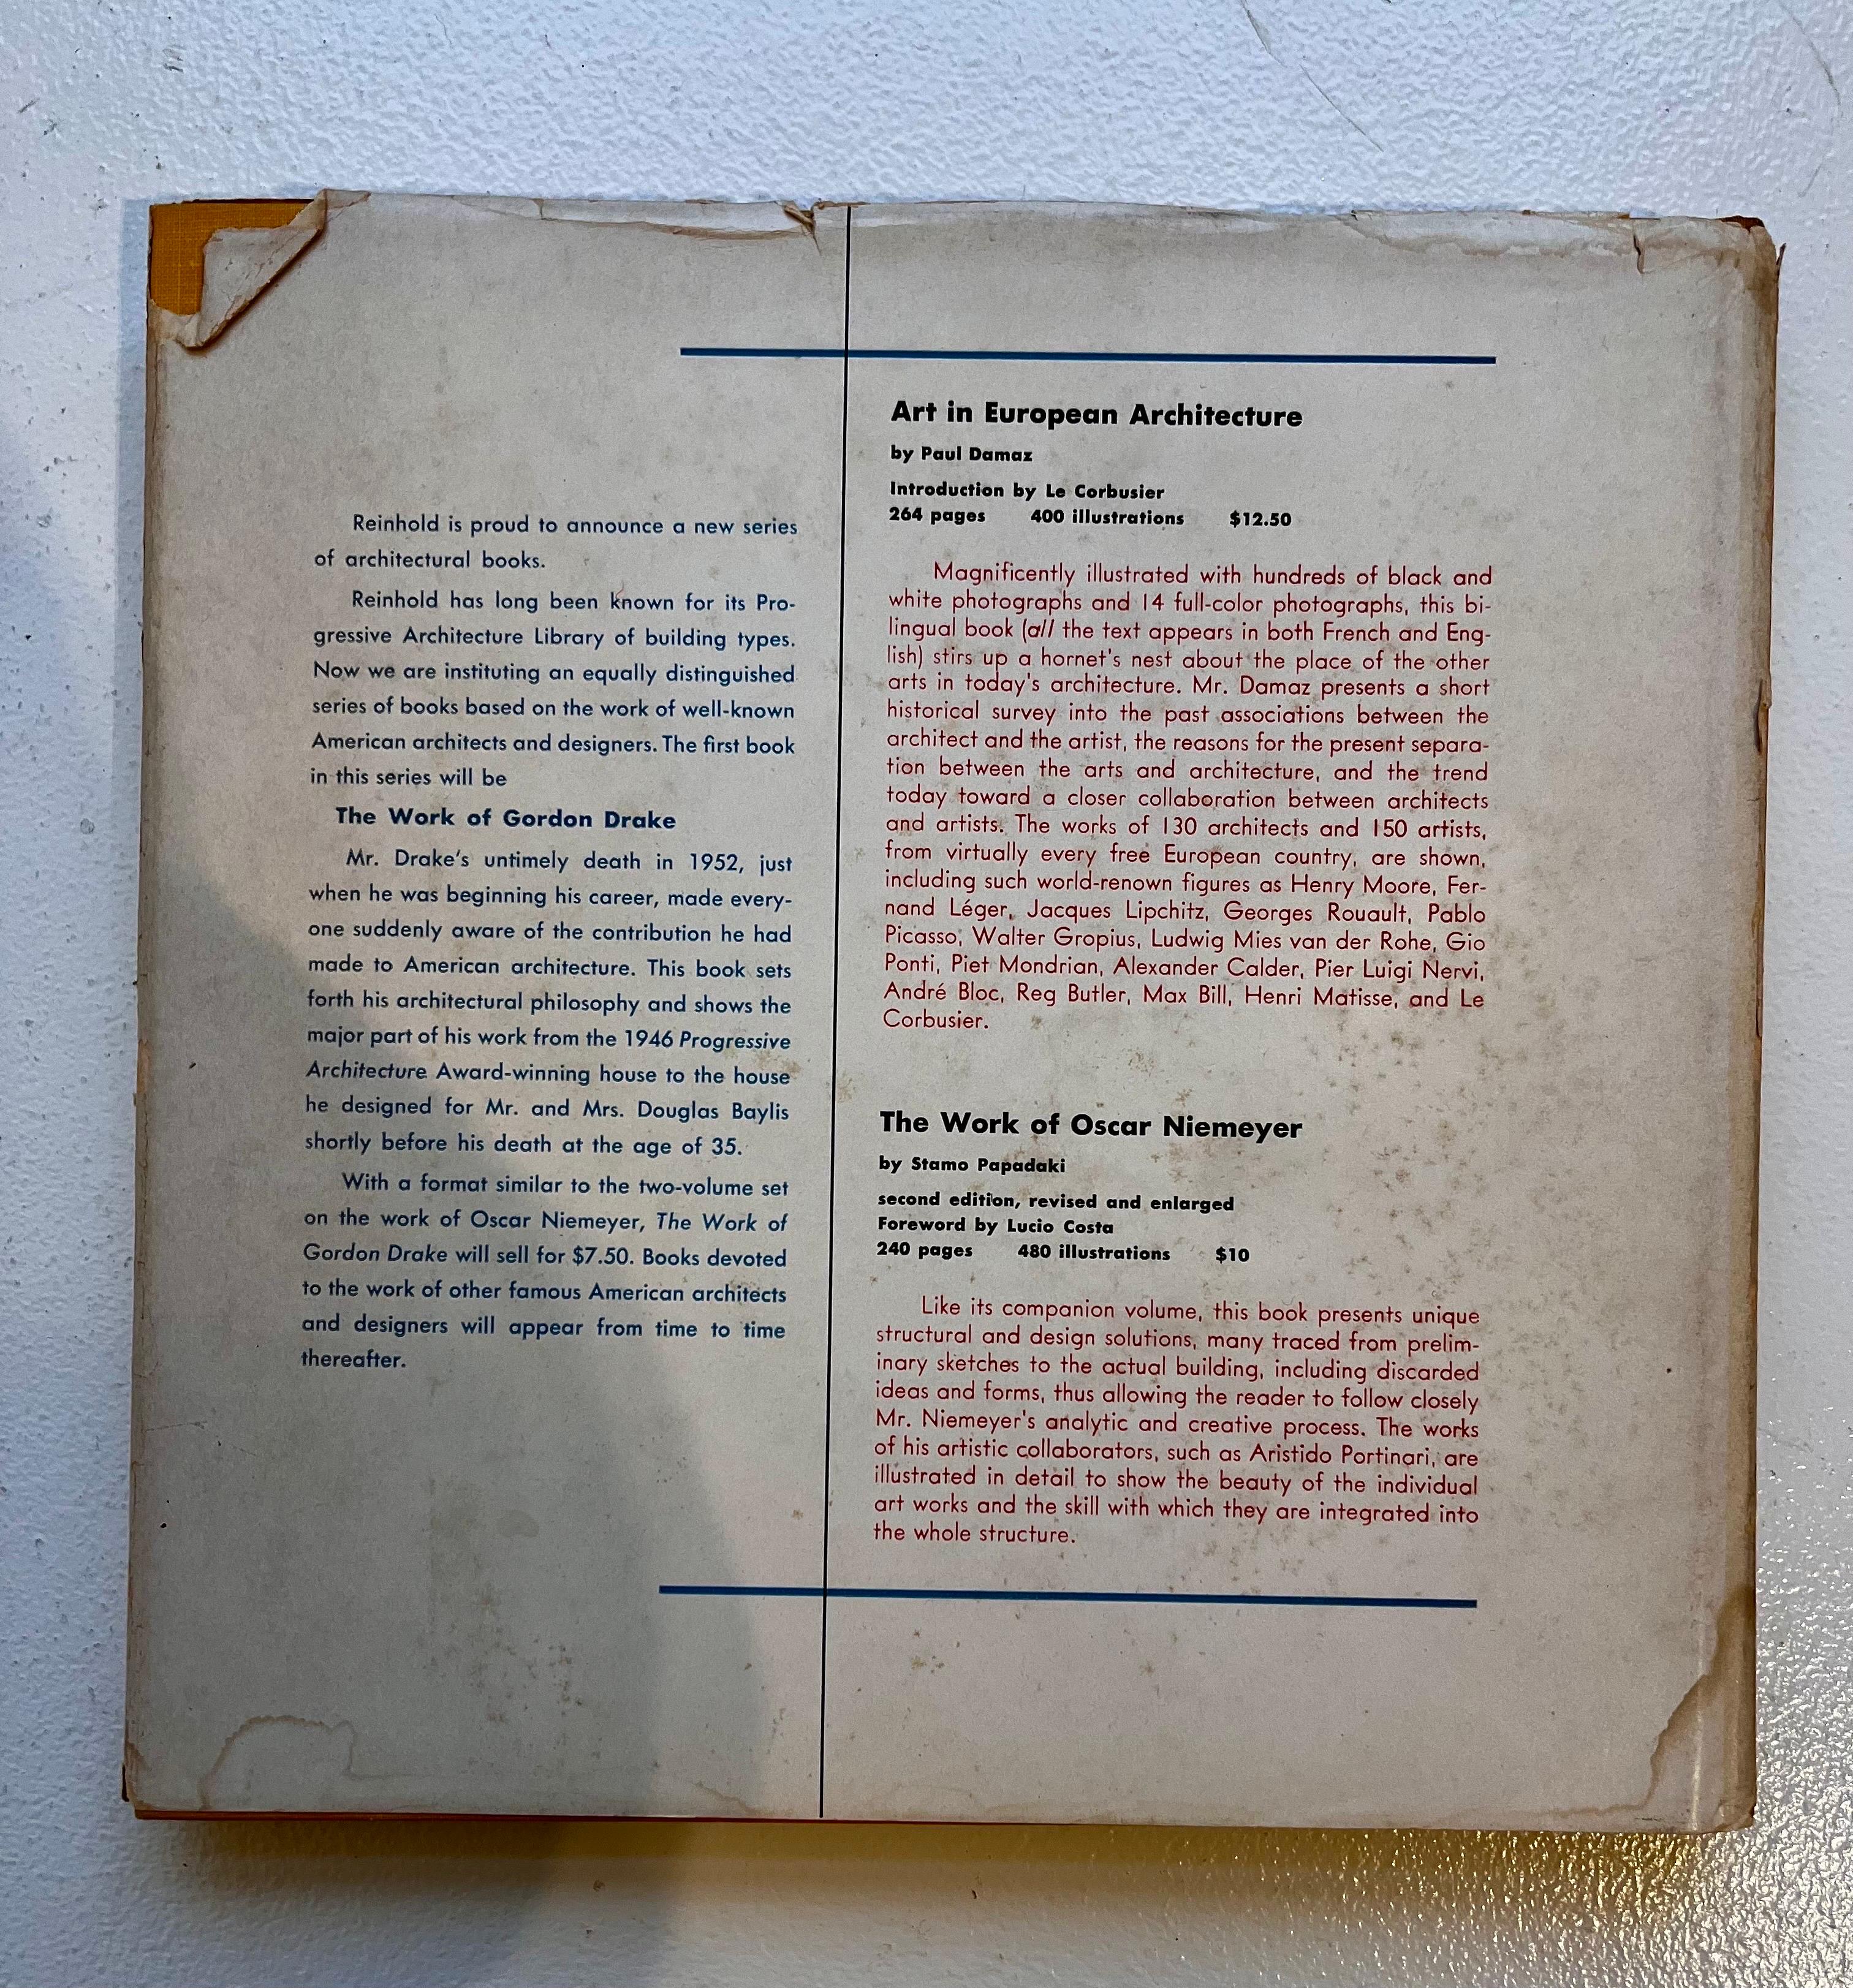 Reinhold is proud to announce a new series
of architectural books.
Reinhold has long been known for its Pro-
gressive Architecture Library of building types.
Now we are instituting an equally distinguished
series of books based on the work of well-known
American architects and designers. The first book
in this series will be
The Work of Gordon Drake
Mr. Drake's untimely death in 1952, just
when he was beginning his career, made every-
one suddenly aware of the contribution he had
made to American architecture. This book sets
forth his architectural philosophy and shows the
major part of his work from the 1946 Progressive
Architecture Award-winning house to the house
he designed for Mr. and Mrs. Douglas Baylis
shortly before his death at the age of 35.
With a format similar to the two-volume set
on the work of Oscar Niemeyer, The Work of
Gordon Drake will sell for $7.50. Books devoted
to the work of other famous American architects
and designers will appear from time to time
thereafter.
Art in European Architecture
by Paul Damaz
Introduction by Le Corbusier
264 pages 400 illustrations $12.50
Magnificently illustrated with hundreds of black and
white photographs and 14 full-color photographs, this bi-
lingual book (all the text appears in both French and Eng-
lish) stirs up a hornet's nest about the place of the other
arts in today's architecture. Mr. Damaz presents a short
historical survey into the past associations between the
architect and the artist, the reasons for the present separa-
tion between the arts and architecture, and the trend
today toward a closer collaboration between architects
and artists. The works of 130 architects and 150 artists,
from virtually every free European country, are shown,
including such world-renown figures as Henry Moore, Fer-
nand Léger, Jacques Lipchitz, Georges Rouault, Pablo
Picasso, Walter Gropius, Ludwig Mies van der Rohe, Gio
Ponti, Piet Mondrian, Alexander Calder, Pier Luigi Nervi,
André Bloc, Reg Butler, Max Bill, Henri Matisse, and Le
Corbusier.
The Work of Oscar Niemeyer
by Stamo Papadaki
second edition, revised and enlarged
Foreword by Lucio Costa
240 pages 480 illustrations $10
Like its companion volume, this book presents unique
structural and design solutions, many traced from prelim-
inary sketches to the actual building, including discarded
ideas and forms, thus allowing the reader to follow closely
Mr. Niemeyer's analytic and creative process. The works
of his artistic collaborators, such as Aristido Portinari, are
illustrated in detail to show the beauty of the individual
art works and the skill with which they are integrated into
the whole structure.